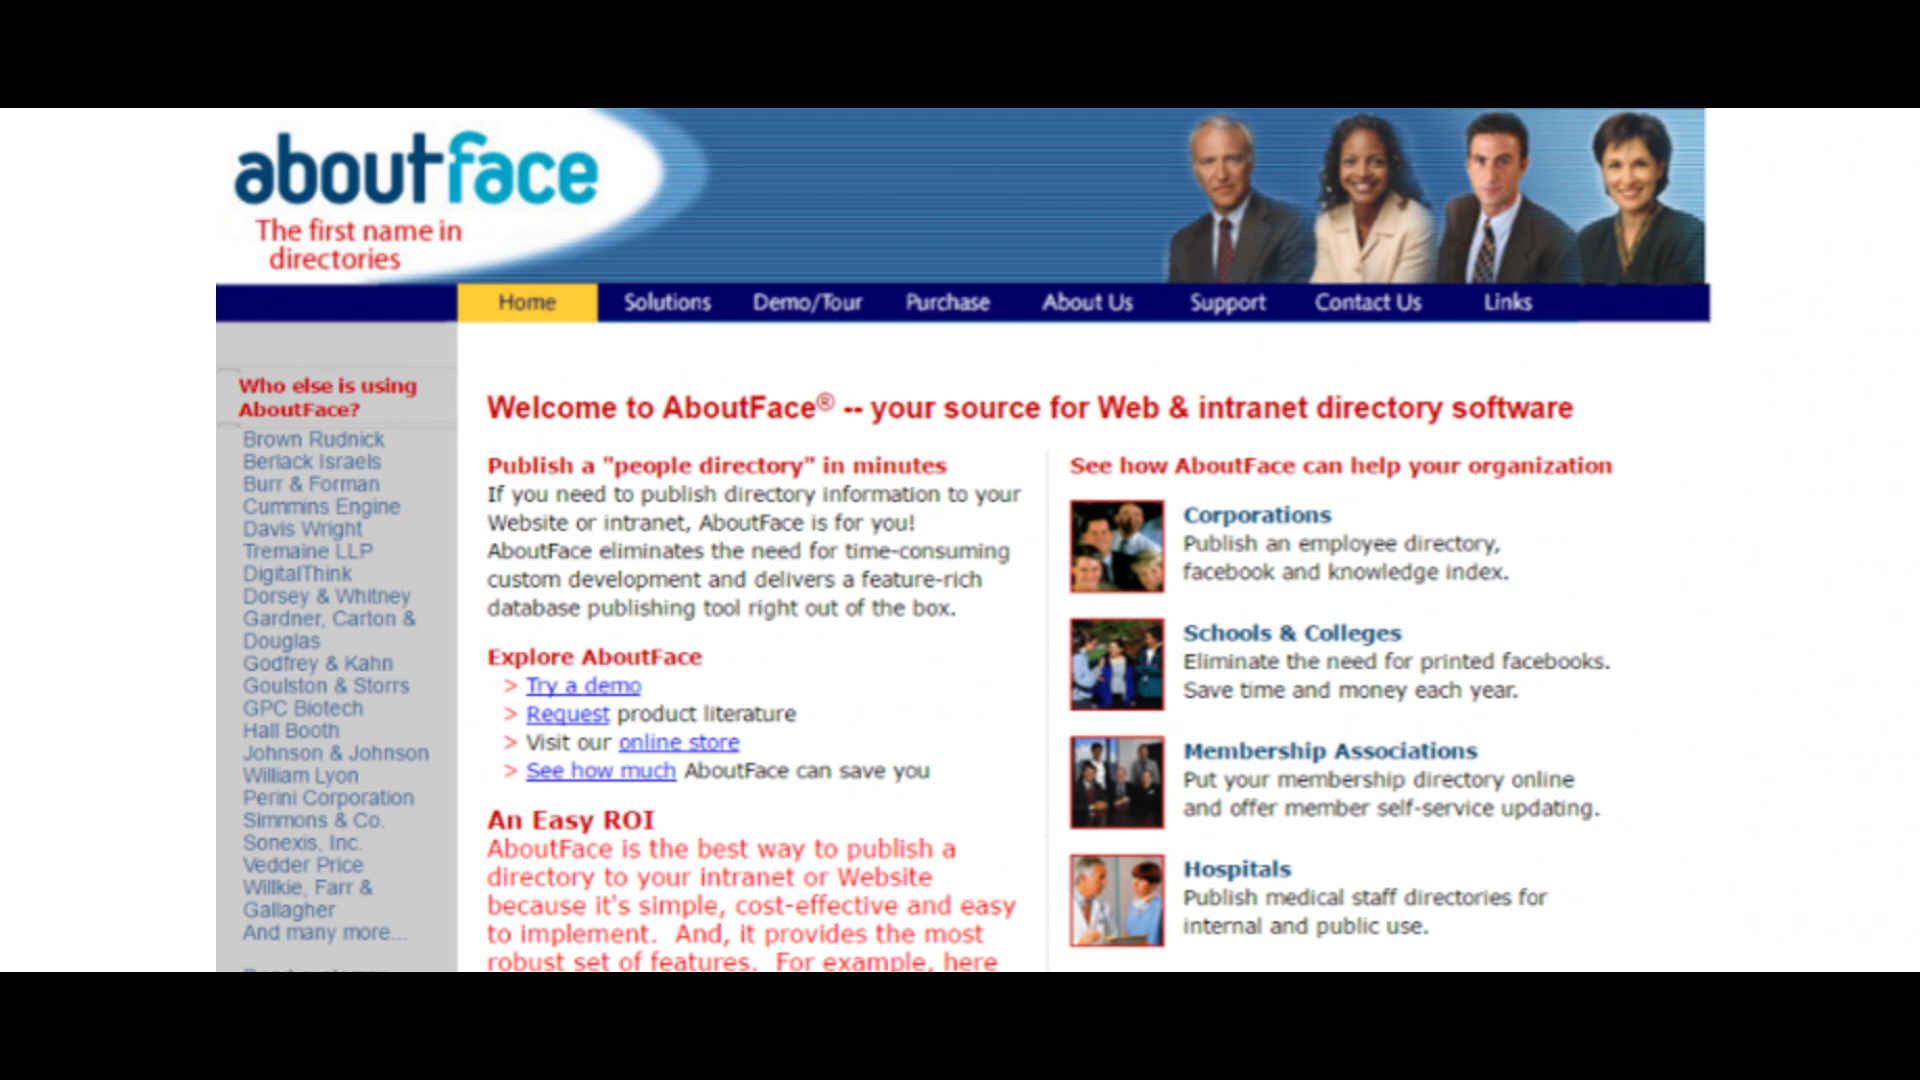 aboutface
The first name in
directories
Home Solutions Demo/Tour Purchase About Us Support Contact Us Links
Who else is using
AboutFace?
Brown Rudnick
Berlack Israels
Burr & Forman
Cummins Engine
Davis Wright
Tremaine LLP
DigitalThink
Dorsey & Whitney
Gardner, Carton &
Douglas
Godfrey & Kahn
Goulston & Storrs
GPC Biotech
Hall Booth
Johnson & Johnson
William Lyon
Perini Corporation
Simmons & Co.
Sonexis, Inc.
Vedder Price
Willkie, Farr &
Gallagher
And many more...
Welcome to AboutFace® -- your source for Web & intranet directory software
Publish a "people directory" in minutes
If you need to publish directory information to your
Website or intranet, AboutFace is for you!
AboutFace eliminates the need for time-consuming
custom development and delivers a feature-rich
database publishing tool right out of the box.
Explore AboutFace
> Try a demo
> Request product literature
> Visit our online store
> See how much AboutFace can save you
An Easy ROI
AboutFace is the best way to publish a
directory to your intranet or Website
because it's simple, cost-effective and easy
to implement. And, it provides the most
robust set of features. For example, here
See how AboutFace can help your organization
Corporations
Publish an employee directory,
facebook and knowledge index.
Schools & Colleges
Eliminate the need for printed facebooks.
Save time and money each year.
Membership Associations
Put your membership directory online
and offer member self-service updating.
Hospitals
Publish medical staff directories for
internal and public use.